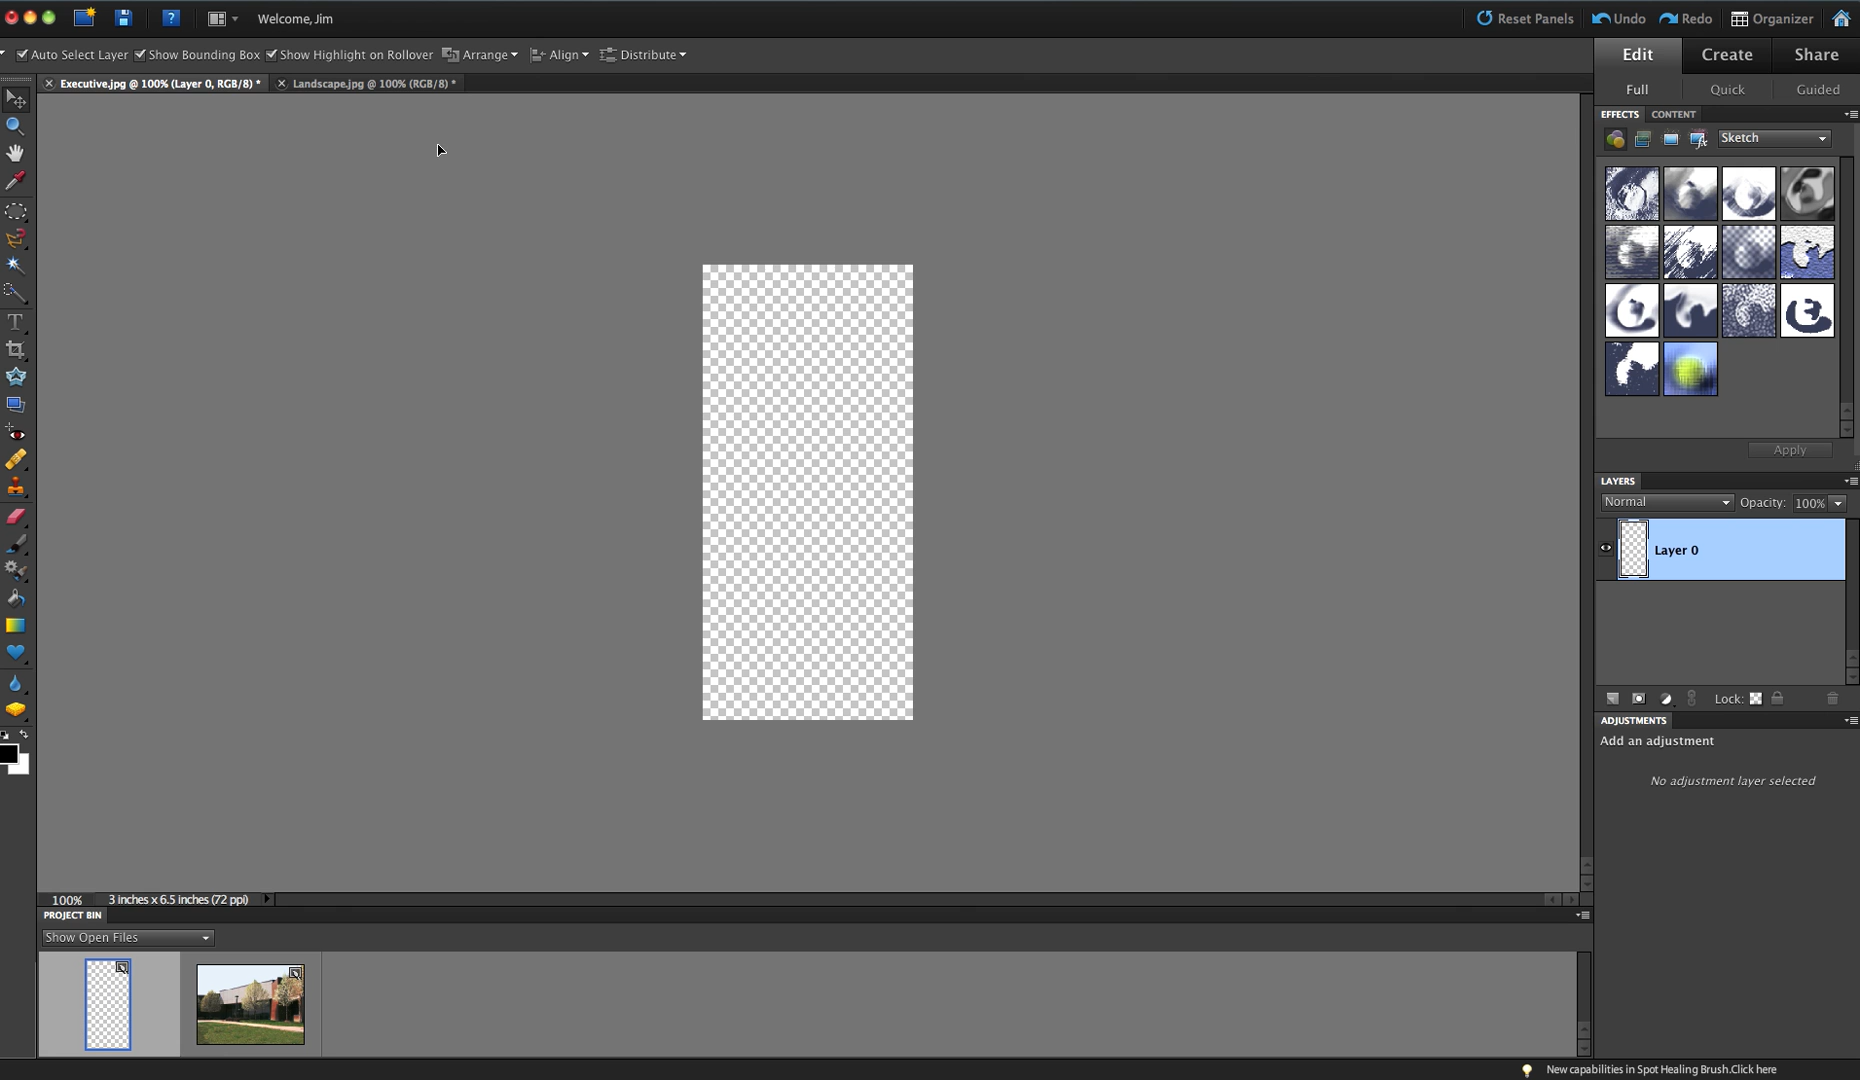 Welcome, Jim
Reset Panels Undo Redo Organizer
Auto Select Layer Show Bounding Box Show Highlight on Rollover Arrange Align Distribute
Edit Create Share
Executive.jpg @ 100% (Layer 0, RGB/8) * Landscape.jpg @ 100% (RGB/8) *
Full Quick Guided
EFFECTS CONTENT
Sketch
Apply
LAYERS
Normal Opacity: 100%
Layer 0
Lock:
ADJUSTMENTS
Add an adjustment
No adjustment layer selected
100% 3 inches x 6.5 inches (72 ppi)
PROJECT BIN
Show Open Files
New capabilities in Spot Healing Brush.Click here